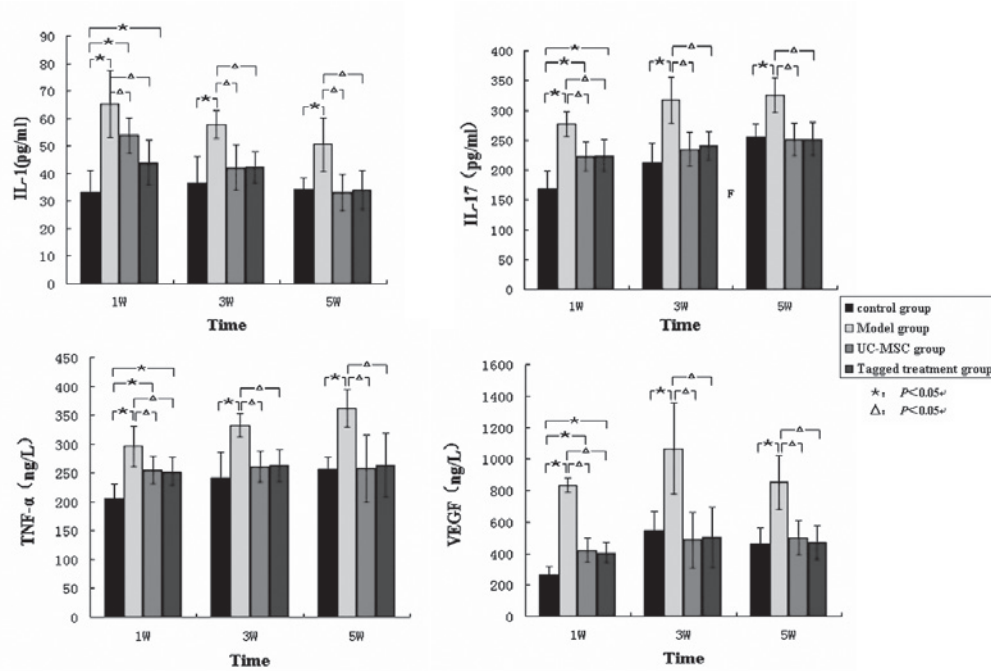 IL-1(pg/ml)
90
80
70
60
50
40
30
20
10
0
1W 3W 5W
Time
IL-17 (pg/ml)
400
350
300
250
200
150
100
50
0
F
1W 3W 5W
Time
control group
Model group
UC-MSC group
Tagged treatment group
★: P<0.05↵
△: P<0.05↵
TNF-α (ng/L)
450
400
350
300
250
200
150
100
50
0
1W 3W 5W
Time
VEGF (ng/L)
1600
1400
1200
1000
800
600
400
200
0
1W 3W 5W
Time